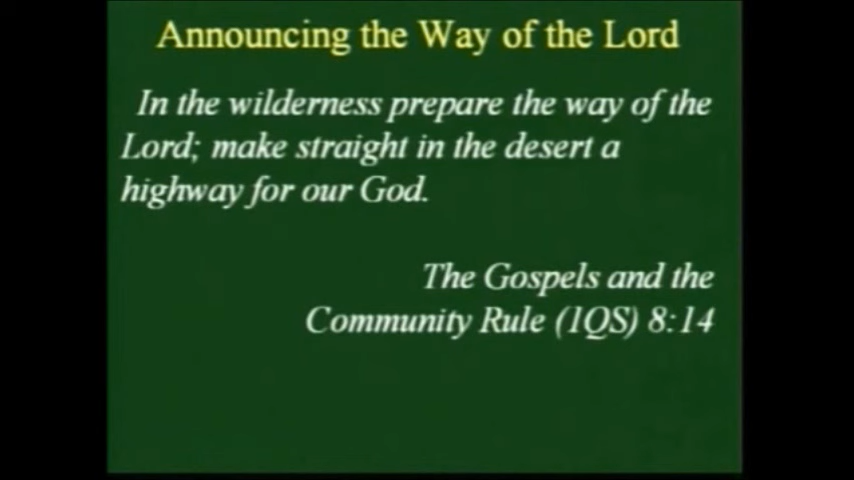 Announcing the Way of the Lord
In the wilderness prepare the way of the
Lord; make straight in the desert a
highway for our God.
The Gospels and the
Community Rule (1QS) 8:14